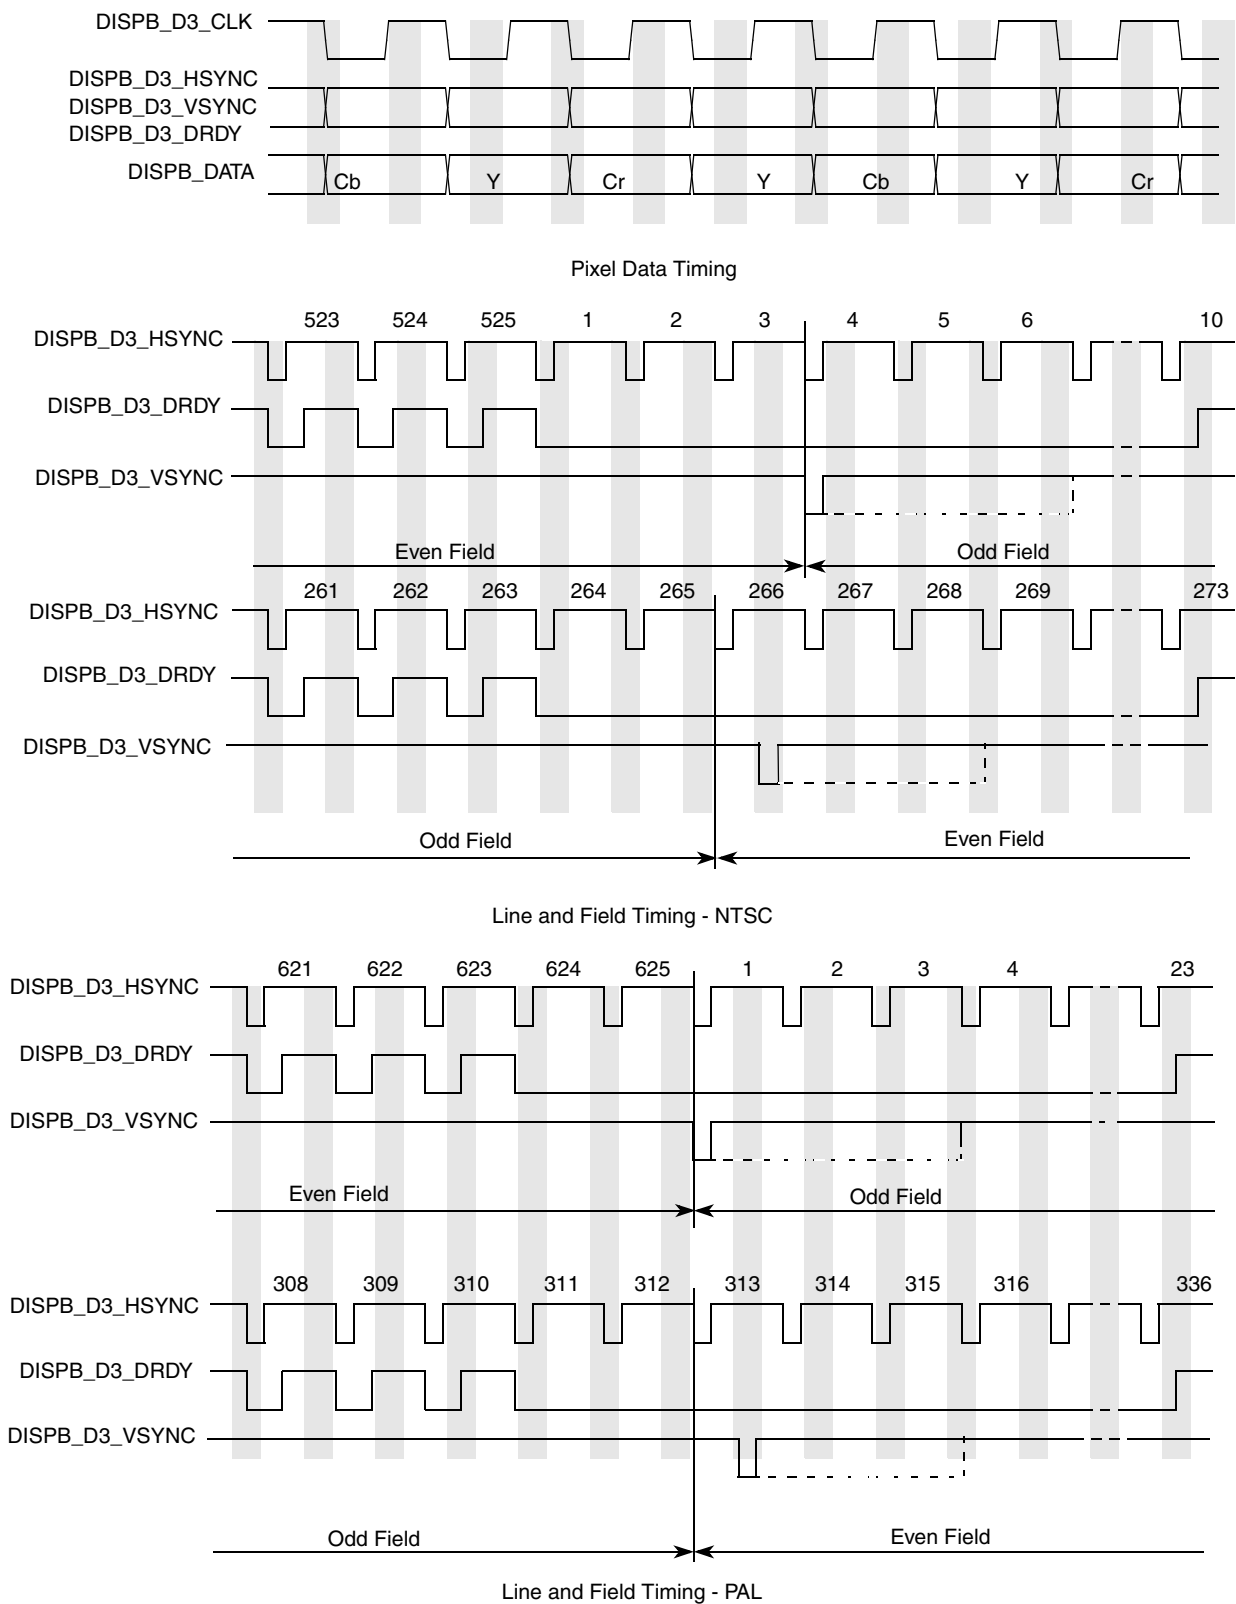 DISPB_D3_CLK
DISPB_D3_HSYNC
DISPB_D3_VSYNC
DISPB_D3_DRDY
DISPB_DATA
Cb Y Cr Y Cb Y Cr
Pixel Data Timing
523 524 525 1 2 3 4 5 6 10
DISPB_D3_HSYNC
DISPB_D3_DRDY
DISPB_D3_VSYNC
Even Field Odd Field
261 262 263 264 265 266 267 268 269 273
DISPB_D3_HSYNC
DISPB_D3_DRDY
DISPB_D3_VSYNC
Odd Field Even Field
Line and Field Timing - NTSC
621 622 623 624 625 1 2 3 4 23
DISPB_D3_HSYNC
DISPB_D3_DRDY
DISPB_D3_VSYNC
Even Field Odd Field
308 309 310 311 312 313 314 315 316 336
DISPB_D3_HSYNC
DISPB_D3_DRDY
DISPB_D3_VSYNC
Odd Field Even Field
Line and Field Timing - PAL